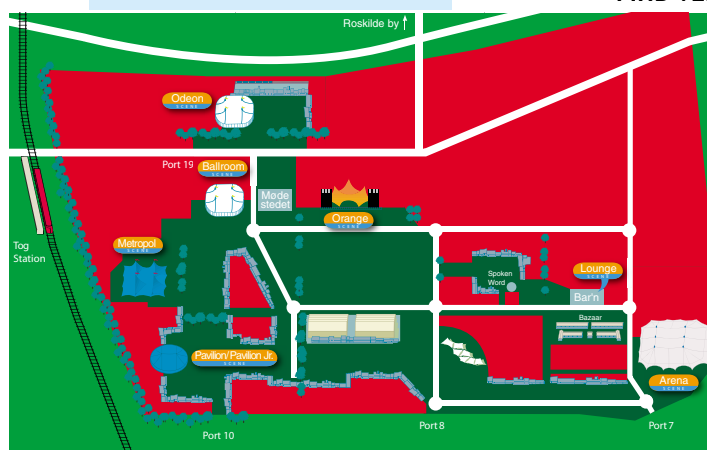 Roskilde by
Odeon
SCENE
Port 19
Ballroom
SCENE
Møde
stedet
Orange
SCENE
Tog
Station
Metropol
SCENE
Spoken
Word
Lounge
SCENE
Bar'n
Bazaar
Pavilion/Pavilion Jr.
SCENE
Arena
SCENE
Port 10
Port 8
Port 7